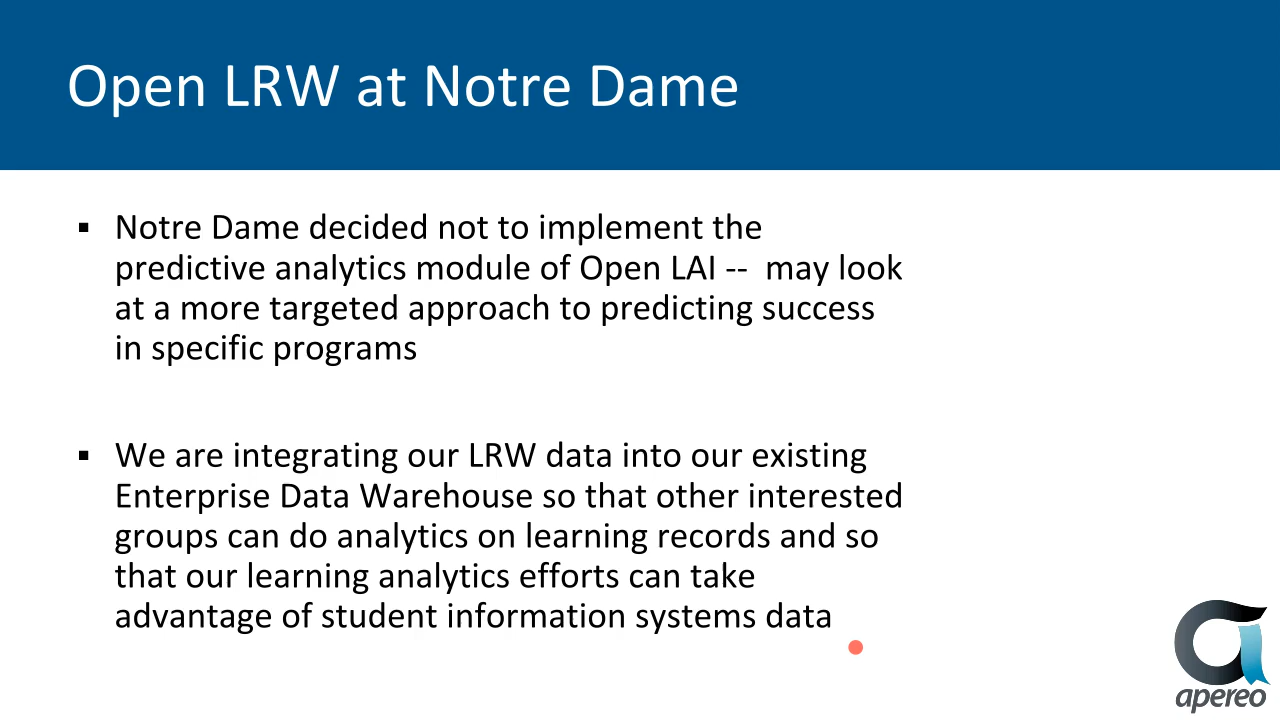 Open LRW at Notre Dame
▪ Notre Dame decided not to implement the
predictive analytics module of Open LAI -- may look
at a more targeted approach to predicting success
in specific programs
▪ We are integrating our LRW data into our existing
Enterprise Data Warehouse so that other interested
groups can do analytics on learning records and so
that our learning analytics efforts can take
advantage of student information systems data
apereo